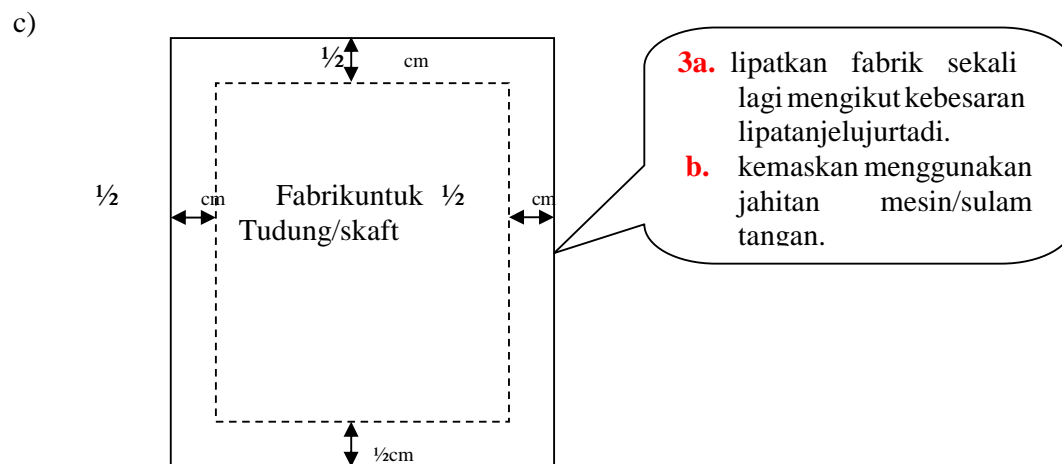 c)
½ cm
3a. lipatkan fabrik sekali
lagi mengikut kebesaran
lipatanjelujurtadi.
b. kemaskan menggunakan
jahitan mesin/sulam
tangan.
½ cm Fabrikuntuk ½ cm
Tudung/skaft
½cm